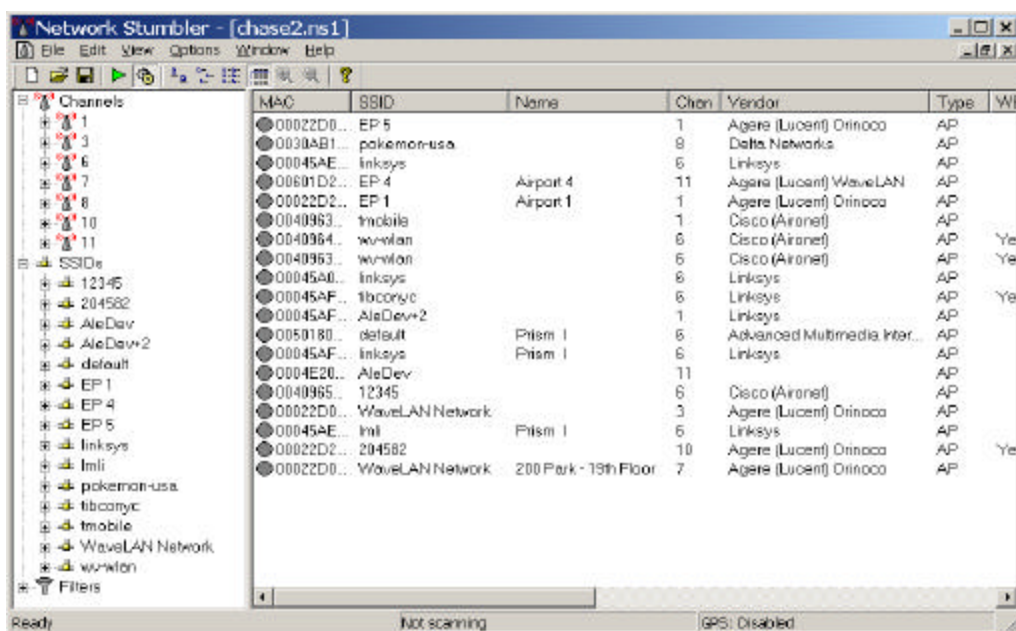 Network Stumbler - [chase2.ns1]
File Edit View Options Window Help
Channels
1
3
6
7
8
10
11
SSIDs
12345
204582
AleDev
AleDev+2
default
EP 1
EP 4
EP 5
linksys
lmli
pokemon-usa
tibconyc
tmobile
WaveLAN Network
wv-wlan
Filters
MAC SSID Name Chan Vendor Type
00022D0... EP 5 1 Agere (Lucent) Orinoco AP
0030AB1... pokemon-usa 8 Delta Networks AP
00045AE... linksys 6 Linksys AP
00601D2... EP 4 Airport 4 11 Agere (Lucent) WaveLAN AP
00022D2... EP 1 Airport 1 1 Agere (Lucent) Orinoco AP
0040963... tmobile 1 Cisco (Aironet) AP
0040964... wv-wlan 6 Cisco (Aironet) AP Ye
0040963... wv-wlan 6 Cisco (Aironet) AP Ye
00045A0... linksys 6 Linksys AP
00045AF... tibconyc 6 Linksys AP Ye
00045AF... AleDev+2 1 Linksys AP
0050180... default Prism I 6 Advanced Multimedia Inter... AP
00045AF... linksys Prism I 6 Linksys AP
0004E20... AleDev 11 AP
0040965... 12345 6 Cisco (Aironet) AP
00022D0... WaveLAN Network 3 Agere (Lucent) Orinoco AP
00045AE... lmli Prism I 6 Linksys AP
00022D2... 204582 10 Agere (Lucent) Orinoco AP Ye
00022D0... WaveLAN Network 200 Park - 19th Floor 7 Agere (Lucent) Orinoco AP
Ready Not scanning GPS: Disabled